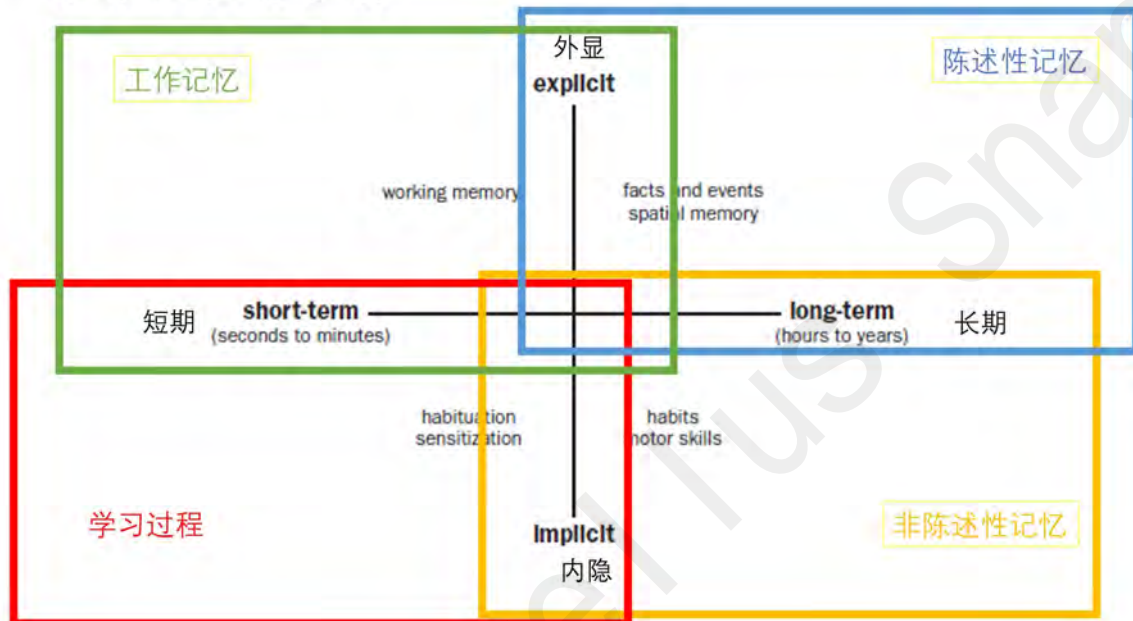 外显
explicit
工作记忆
陈述性记忆
working memory
facts and events
spatial memory
短期
short-term
(seconds to minutes)
long-term
(hours to years)
长期
habituation
sensitization
habits
motor skills
学习过程
implicit
内隐
非陈述性记忆